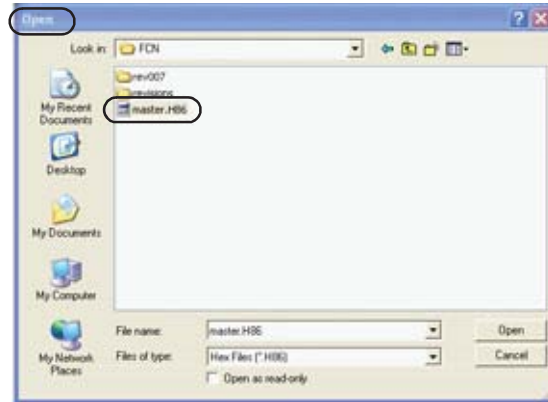 Open
Look in: FCN
rev007
revisions
master.H86
My Recent
Documents
Desktop
My Documents
My Computer
My Network
Places
File name: master.H86
Open
Files of type: Hex Files (*.H86)
Cancel
Open as read-only